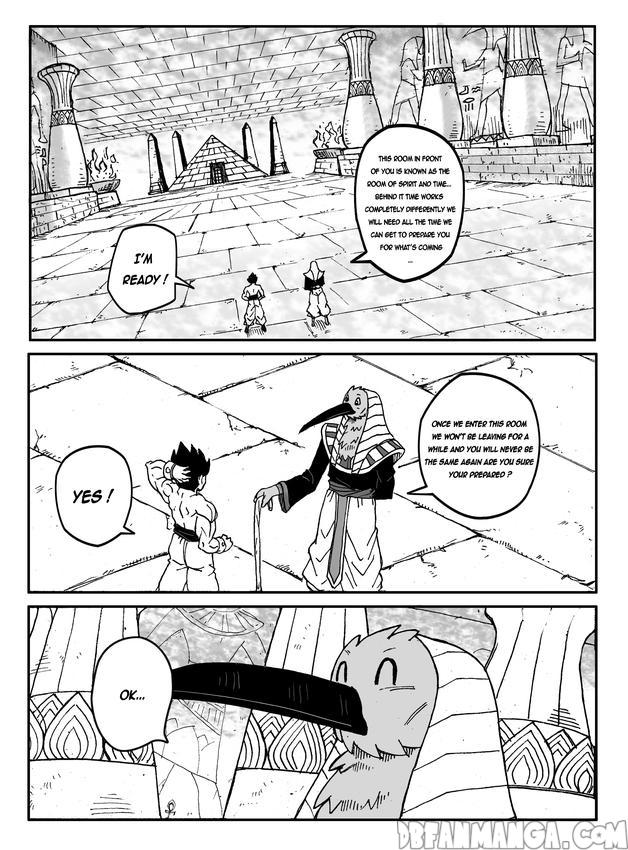 THIS ROOM IN FRONT
OF YOU IS KNOWN AS THE
ROOM OF SPIRIT AND TIME...
BEHIND IT TIME WORKS
COMPLETELY DIFFERENTLY WE
WILL NEED ALL THE TIME WE
CAN GET TO PREPARE YOU
FOR WHAT'S COMING
...
I'M
READY !
ONCE WE ENTER THIS ROOM
WE WON'T BE LEAVING FOR A
WHILE AND YOU WILL NEVER BE
THE SAME AGAIN ARE YOU SURE
YOUR PREPARED ?
YES !
OK...
DBFANMANGA.COM